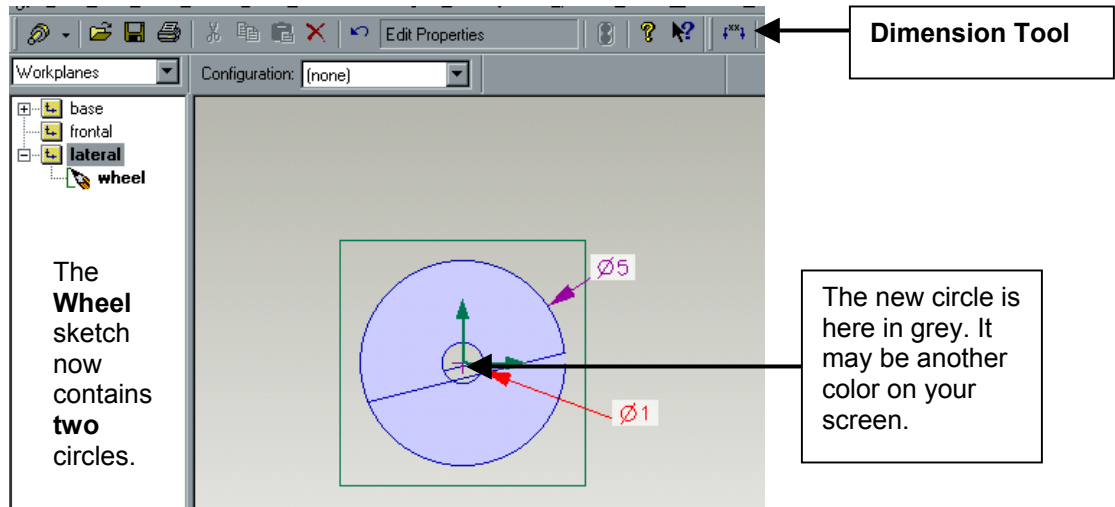 Edit Properties
xx
Dimension Tool
Workplanes
Configuration: (none)
base
frontal
lateral
wheel
The
Wheel
sketch
now
contains
two
circles.
Ø5
Ø1
The new circle is
here in grey. It
may be another
color on your
screen.